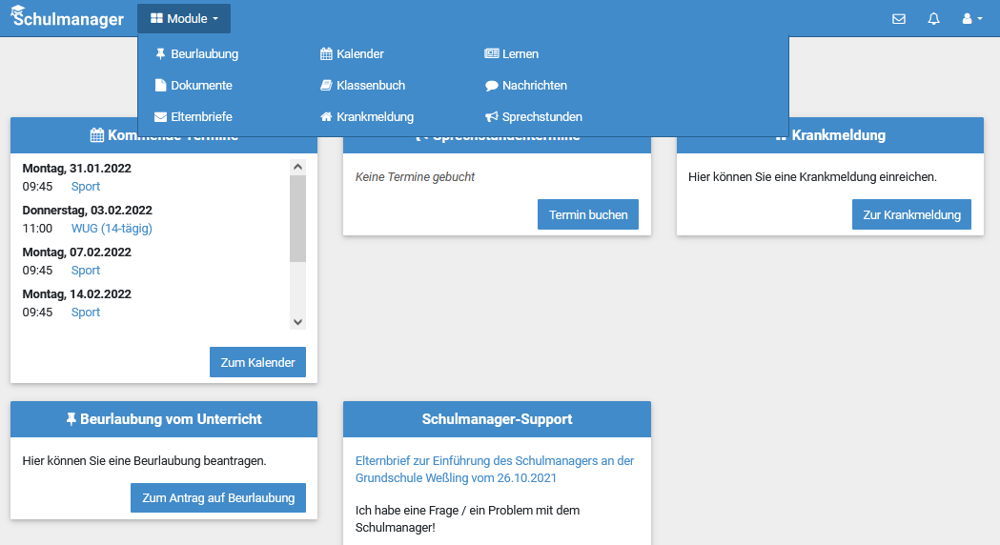 Schulmanager
Module
Beurlaubung
Kalender
Lernen
Dokumente
Klassenbuch
Nachrichten
Elternbriefe
Krankmeldung
Sprechstunden
Kommende Termine
Montag, 31.01.2022
09:45 Sport
Donnerstag, 03.02.2022
11:00 WUG (14-tägig)
Montag, 07.02.2022
09:45 Sport
Montag, 14.02.2022
09:45 Sport
Zum Kalender
Sprechstundentermine
Keine Termine gebucht
Termin buchen
Krankmeldung
Hier können Sie eine Krankmeldung einreichen.
Zur Krankmeldung
Beurlaubung vom Unterricht
Hier können Sie eine Beurlaubung beantragen.
Zum Antrag auf Beurlaubung
Schulmanager-Support
Elternbrief zur Einführung des Schulmanagers an der
Grundschule Weßling vom 26.10.2021
Ich habe eine Frage / ein Problem mit dem
Schulmanager!